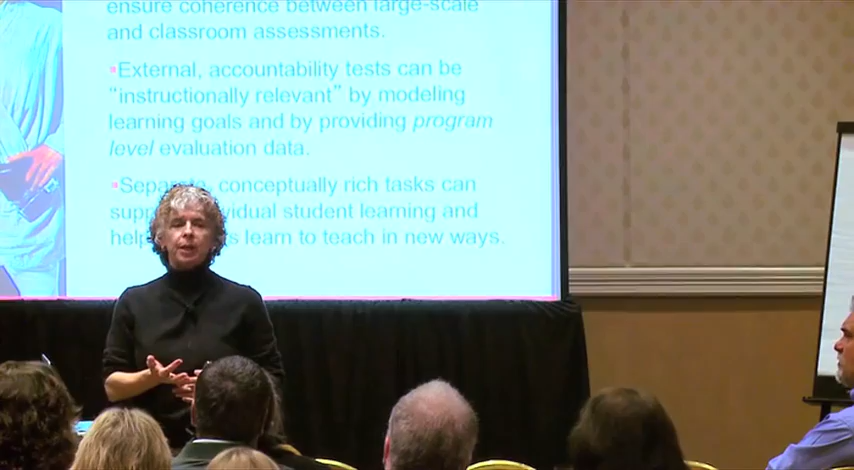 ensure coherence between large-scale
and classroom assessments.
▪External, accountability tests can be
“instructionally relevant” by modeling
learning goals and by providing program
level evaluation data.
▪Separate, conceptually rich tasks can
student learning and
learn to teach in new ways.